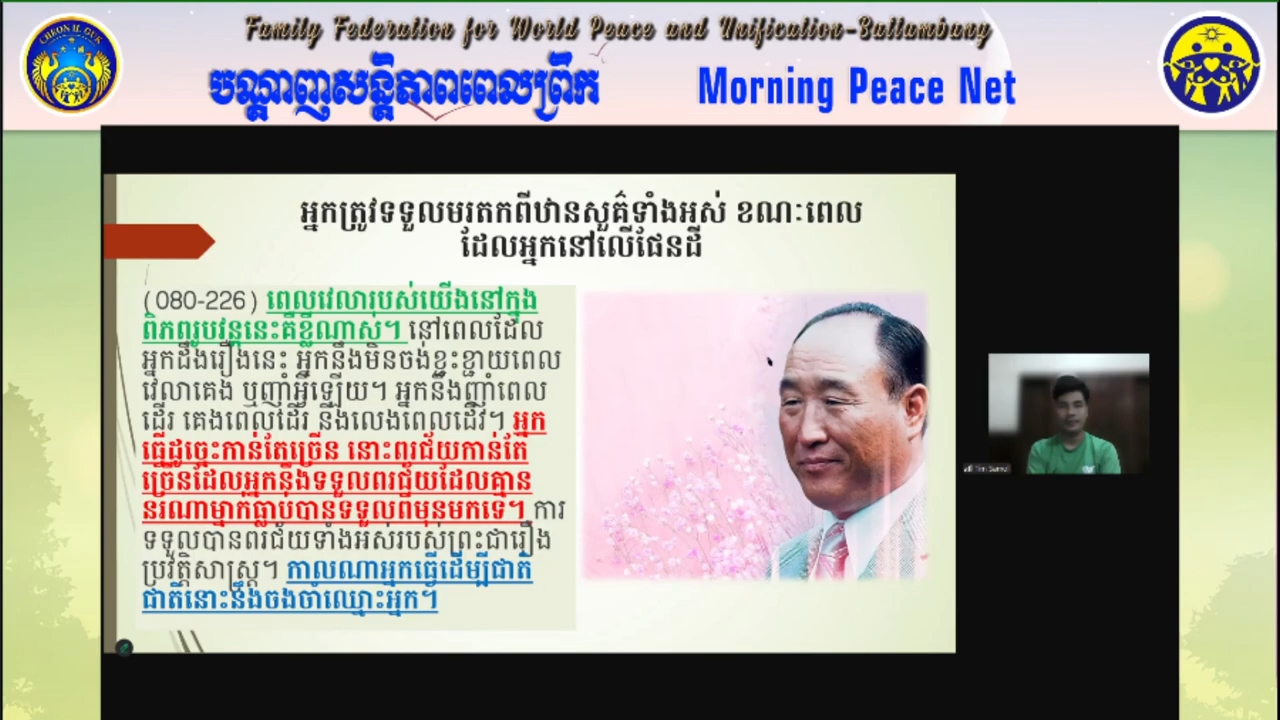 Family Federation for World Peace and Unification-Battambang
CHEON IL GUK
បណ្ដាញសន្តិភាពពេលព្រឹក
Morning Peace Net
អ្នកត្រូវទទួលមរតកពីឋានសួគ៌ទាំងអស់ ខណៈពេល
ដែលអ្នកនៅលើផែនដី
(080-226) ពេលវេលារបស់យើងនៅក្នុង
ពិភពរូបវ័ន្តនេះគឺខ្លីណាស់។ នៅពេលដែល
អ្នកដឹងរឿងនេះ អ្នកនឹងមិនចង់ខ្ជះខ្ជាយពេល
វេលាគេង ឬញ៉ាំអ្វីឡើយ។ អ្នកនឹងញ៉ាំពេល
ដើរ គេងពេលដើរ និងលេងពេលដើរ។ អ្នក
ធ្វើដូច្នេះកាន់តែច្រើន នោះពរជ័យកាន់តែ
ច្រើនដែលអ្នកនឹងទទួលពរជ័យដែលគ្មាន
នរណាម្នាក់ធ្លាប់បានទទួលពីមុនមកទេ។ ការ
ទទួលបានពរជ័យទាំងអស់របស់ព្រះជារឿង
ប្រវត្តិសាស្ត្រ។ កាលណាអ្នកធ្វើដើម្បីជាតិ
ជាតិនោះនឹងចងចាំឈ្មោះអ្នក។